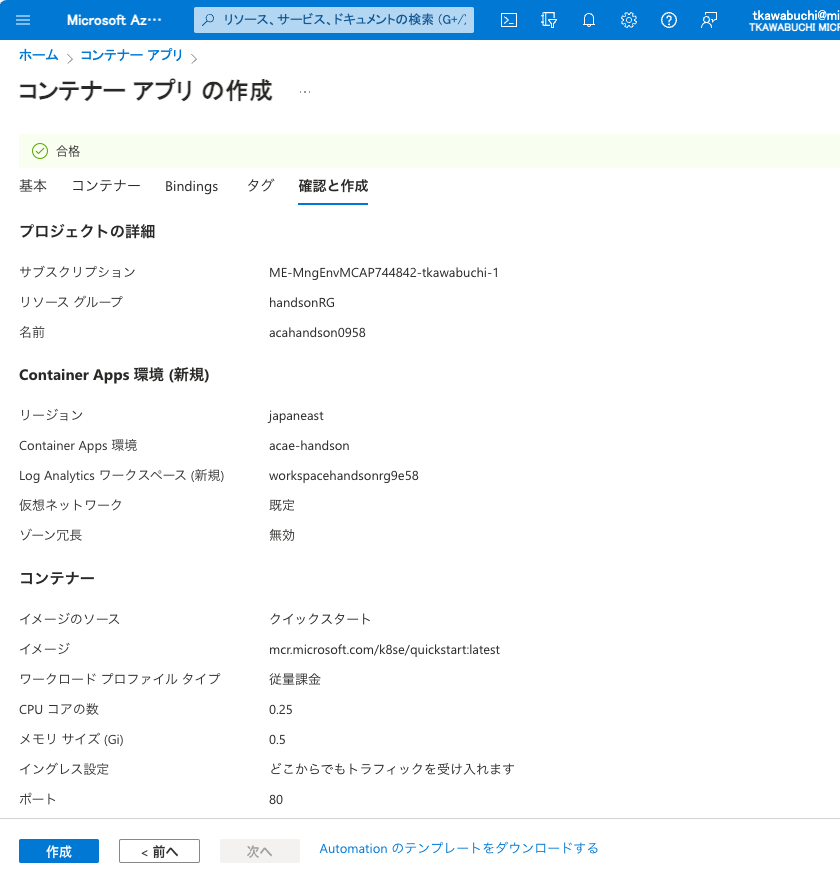 Microsoft Az···
リソース、サービス、ドキュメントの検索 (G+/)
tkawabuchi@mi
TKAWABUCHI MICR
ホーム > コンテナー アプリ >
コンテナー アプリ の作成 ...
合格
基本 コンテナー Bindings タグ 確認と作成
プロジェクトの詳細
サブスクリプション ME-MngEnvMCAP744842-tkawabuchi-1
リソース グループ handsonRG
名前 acahandson0958
Container Apps 環境 (新規)
リージョン japaneast
Container Apps 環境 acae-handson
Log Analytics ワークスペース (新規) workspacehandsonrg9e58
仮想ネットワーク 既定
ゾーン冗長 無効
コンテナー
イメージのソース クイックスタート
イメージ mcr.microsoft.com/k8se/quickstart:latest
ワークロード プロファイル タイプ 従量課金
CPU コアの数 0.25
メモリ サイズ (Gi) 0.5
イングレス設定 どこからでもトラフィックを受け入れます
ポート 80
作成 < 前へ 次へ Automation のテンプレートをダウンロードする